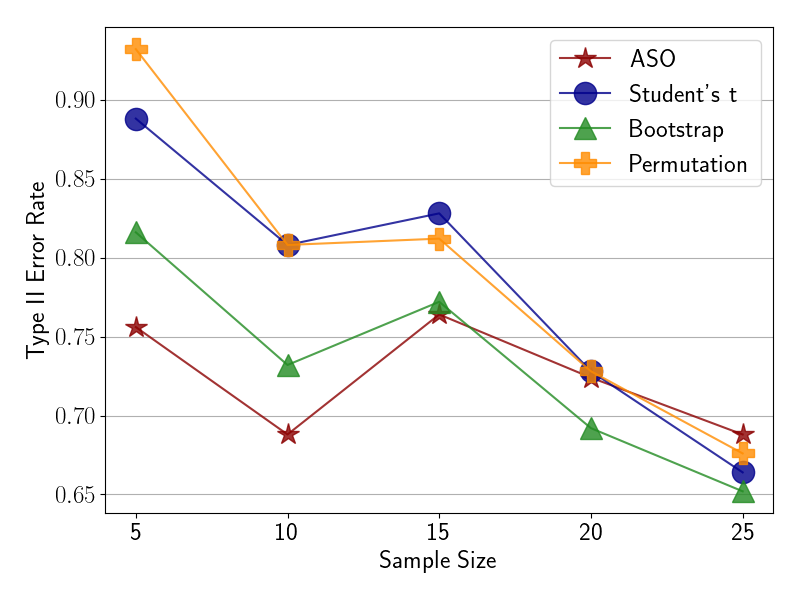 ASO
Student's t
Bootstrap
Permutation
Type II Error Rate
0.90
0.85
0.80
0.75
0.70
0.65
5 10 15 20 25
Sample Size